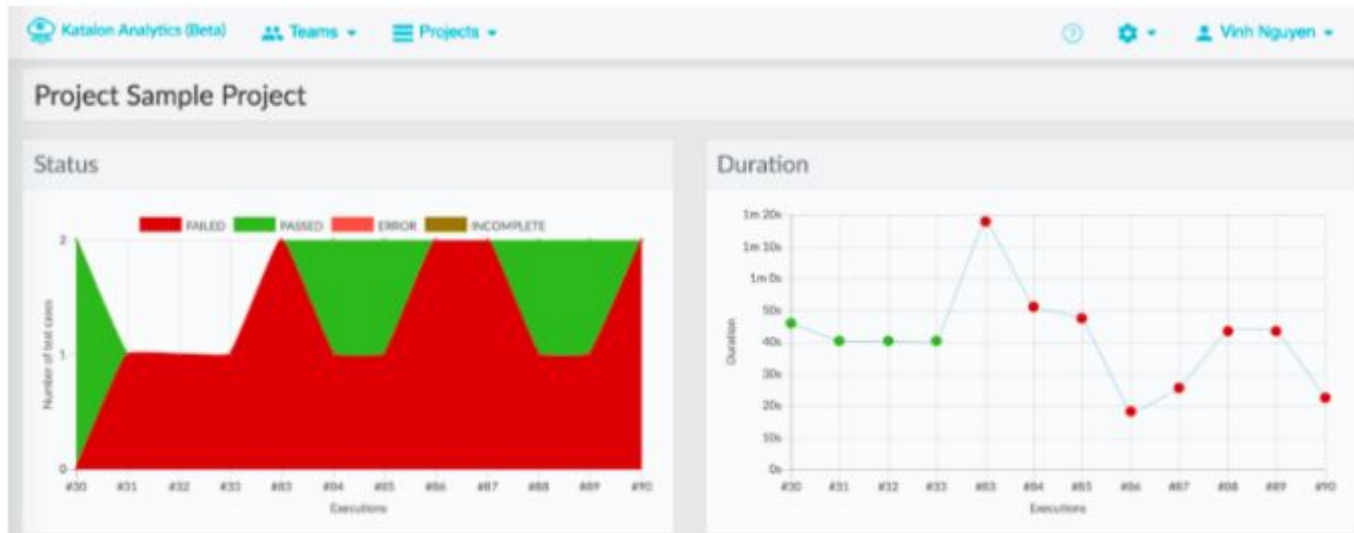 Katalon Analytics (Beta) Teams Projects Vinh Nguyen
Project Sample Project
Status
FAILED PASSED ERROR INCOMPLETE
2
1
0
Number of test cases
#30 #31 #32 #33 #83 #84 #85 #86 #87 #88 #89 #90
Executions
Duration
1m 20s
1m 10s
1m 0s
50s
40s
30s
20s
10s
0s
Duration
#30 #31 #32 #33 #83 #84 #85 #86 #87 #88 #89 #90
Executions